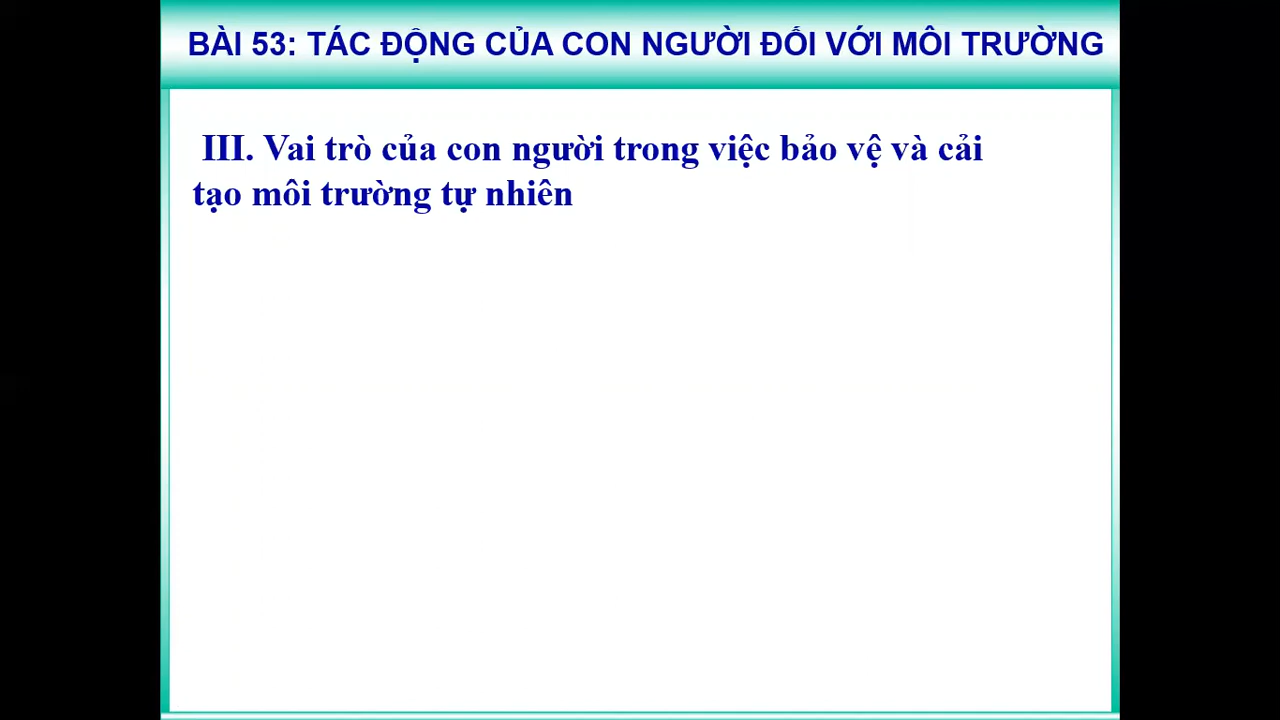 BÀI 53: TÁC ĐỘNG CỦA CON NGƯỜI ĐỐI VỚI MÔI TRƯỜNG
III. Vai trò của con người trong việc bảo vệ và cải
tạo môi trường tự nhiên